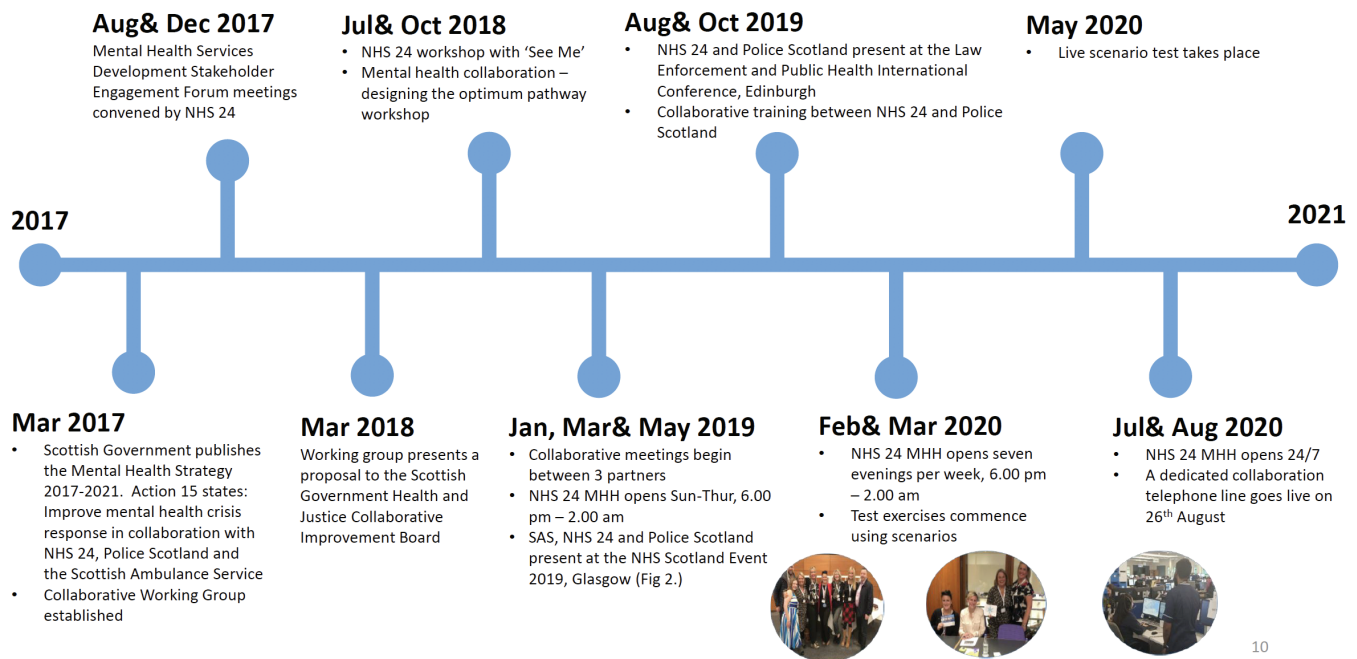 Aug& Dec 2017
Mental Health Services
Development Stakeholder
Engagement Forum meetings
convened by NHS 24
Jul& Oct 2018
• NHS 24 workshop with ‘See Me’
• Mental health collaboration –
designing the optimum pathway
workshop
Aug& Oct 2019
• NHS 24 and Police Scotland present at the Law
Enforcement and Public Health International
Conference, Edinburgh
• Collaborative training between NHS 24 and Police
Scotland
May 2020
• Live scenario test takes place
2017
2021
Mar 2017
• Scottish Government publishes
the Mental Health Strategy
2017-2021. Action 15 states:
Improve mental health crisis
response in collaboration with
NHS 24, Police Scotland and
the Scottish Ambulance Service
• Collaborative Working Group
established
Mar 2018
Working group presents a
proposal to the Scottish
Government Health and
Justice Collaborative
Improvement Board
Jan, Mar& May 2019
• Collaborative meetings begin
between 3 partners
• NHS 24 MHH opens Sun-Thur, 6.00
pm – 2.00 am
• SAS, NHS 24 and Police Scotland
present at the NHS Scotland Event
2019, Glasgow (Fig 2.)
Feb& Mar 2020
• NHS 24 MHH opens seven
evenings per week, 6.00 pm
– 2.00 am
• Test exercises commence
using scenarios
Jul& Aug 2020
• NHS 24 MHH opens 24/7
• A dedicated collaboration
telephone line goes live on
26th August
10